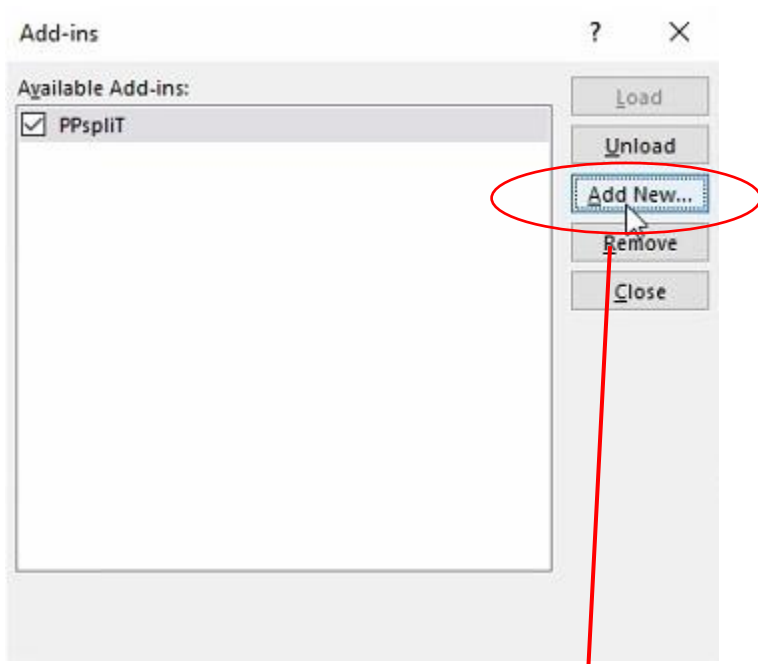 Add-ins ?
Available Add-ins:
PPspliT
Load
Unload
Add New...
Remove
Close